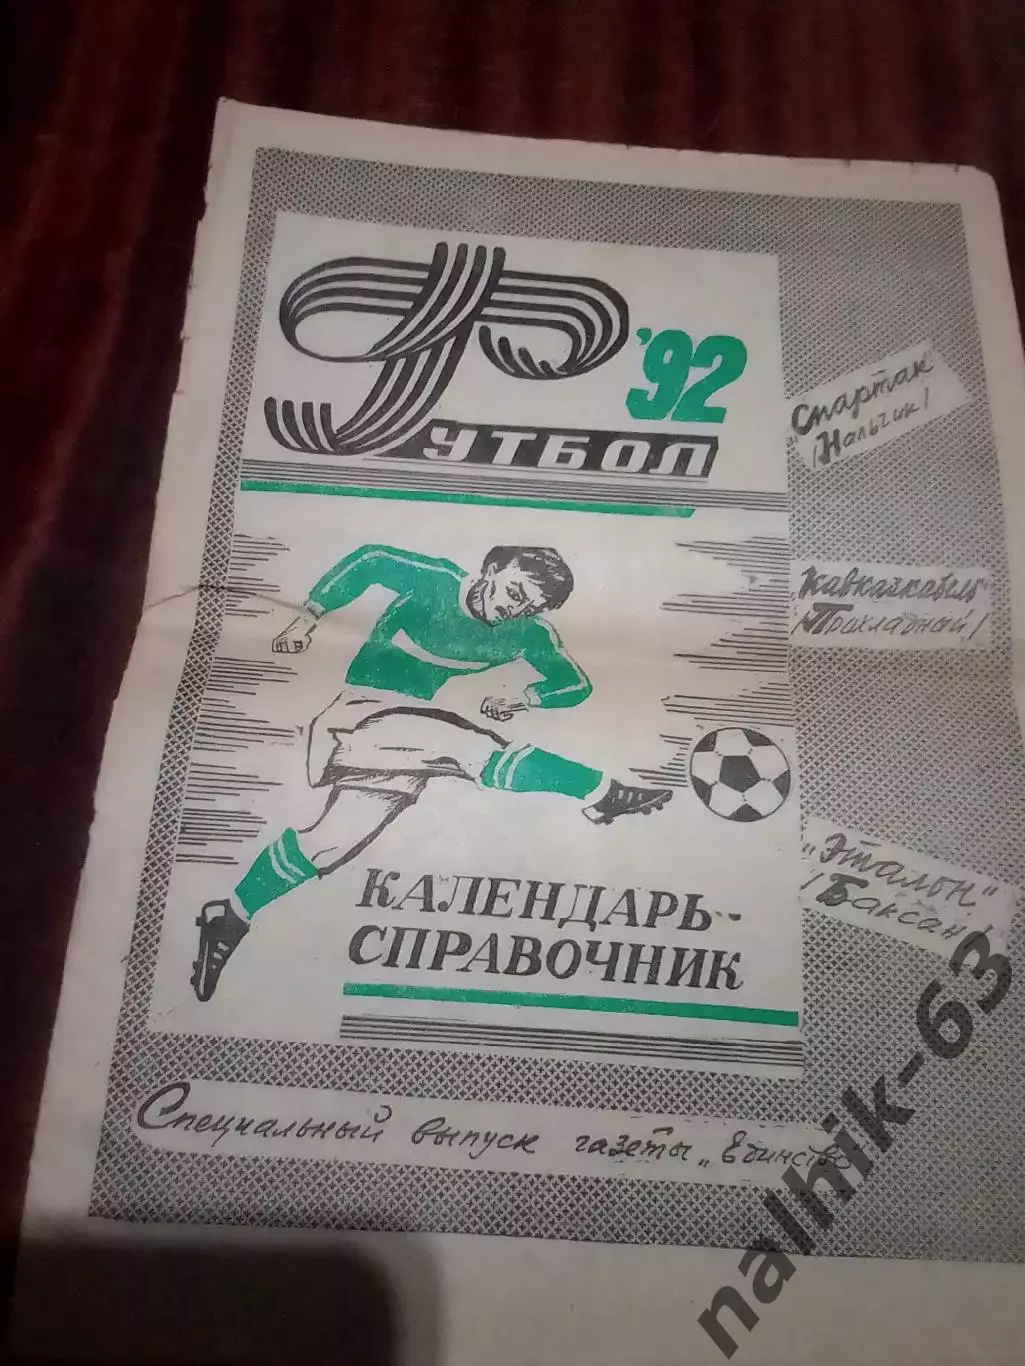 '92
ФУТБОЛ
„Спартак"
/Нальчик/
„Кавказкабель"
/Прохладный/
„Эталон"
/Баксан/
КАЛЕНДАРЬ-
СПРАВОЧНИК
Специальный выпуск газеты „Единство
nalhik-63